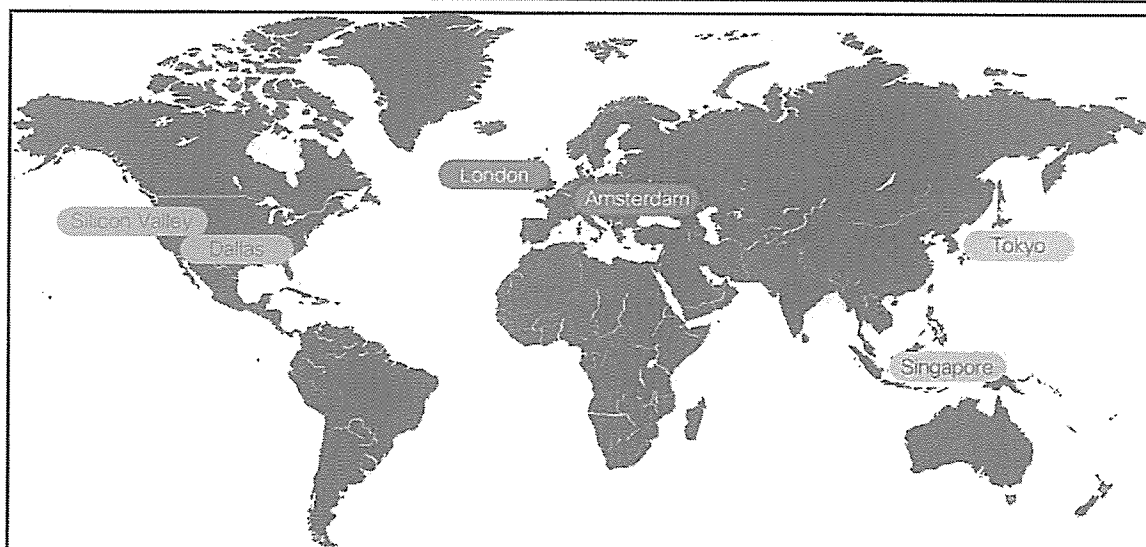 London
Amsterdam
Silicon Valley
Dallas
Tokyo
Singapore